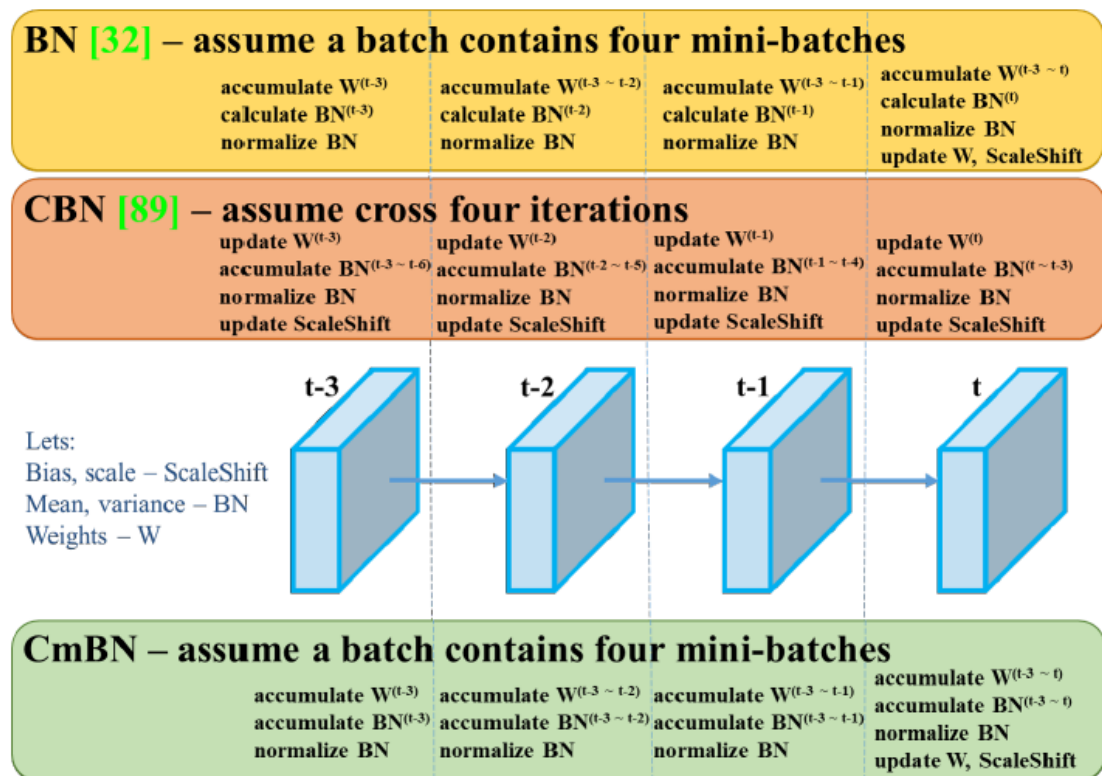 BN [32] – assume a batch contains four mini-batches
accumulate W(t-3)
calculate BN(t-3)
normalize BN
accumulate W(t-3 ~ t-2)
calculate BN(t-2)
normalize BN
accumulate W(t-3 ~ t-1)
calculate BN(t-1)
normalize BN
accumulate W(t-3 ~ t)
calculate BN(t)
normalize BN
update W, ScaleShift
CBN [89] – assume cross four iterations
update W(t-3)
accumulate BN(t-3 ~ t-6)
normalize BN
update ScaleShift
update W(t-2)
accumulate BN(t-2 ~ t-5)
normalize BN
update ScaleShift
update W(t-1)
accumulate BN(t-1 ~ t-4)
normalize BN
update ScaleShift
update W(t)
accumulate BN(t ~ t-3)
normalize BN
update ScaleShift
t-3
t-2
t-1
t
Lets:
Bias, scale – ScaleShift
Mean, variance – BN
Weights – W
CmBN – assume a batch contains four mini-batches
accumulate W(t-3)
accumulate BN(t-3)
normalize BN
accumulate W(t-3 ~ t-2)
accumulate BN(t-3 ~ t-2)
normalize BN
accumulate W(t-3 ~ t-1)
accumulate BN(t-3 ~ t-1)
normalize BN
accumulate W(t-3 ~ t)
accumulate BN(t-3 ~ t)
normalize BN
update W, ScaleShift